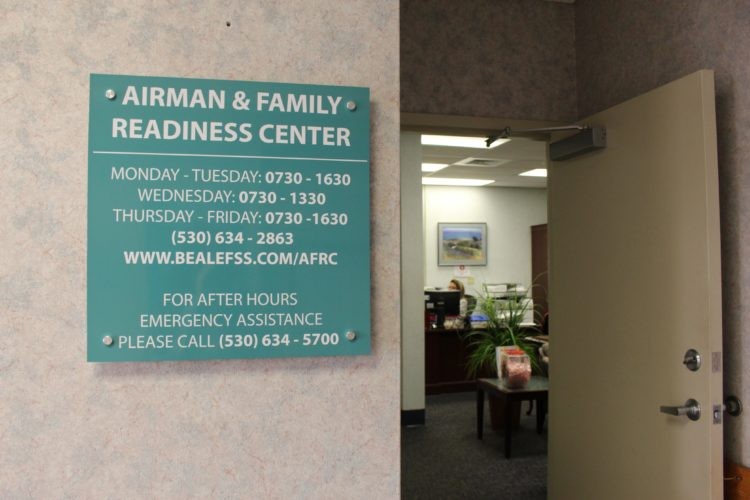 AIRMAN & FAMILY
READINESS CENTER
MONDAY - TUESDAY: 0730 - 1630
WEDNESDAY: 0730 - 1330
THURSDAY - FRIDAY: 0730 -1630
(530) 634 - 2863
WWW.BEALEFSS.COM/AFRC
FOR AFTER HOURS
EMERGENCY ASSISTANCE
PLEASE CALL (530) 634 - 5700